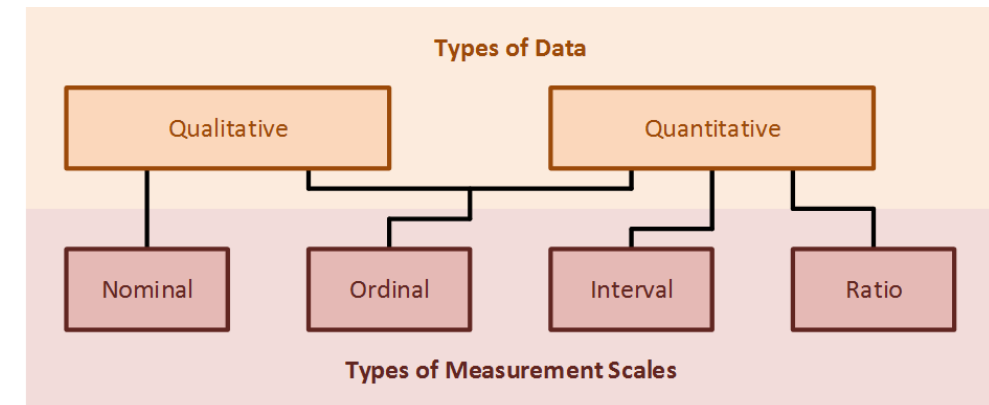 Types of Data
Qualitative
Quantitative
Nominal
Ordinal
Interval
Ratio
Types of Measurement Scales